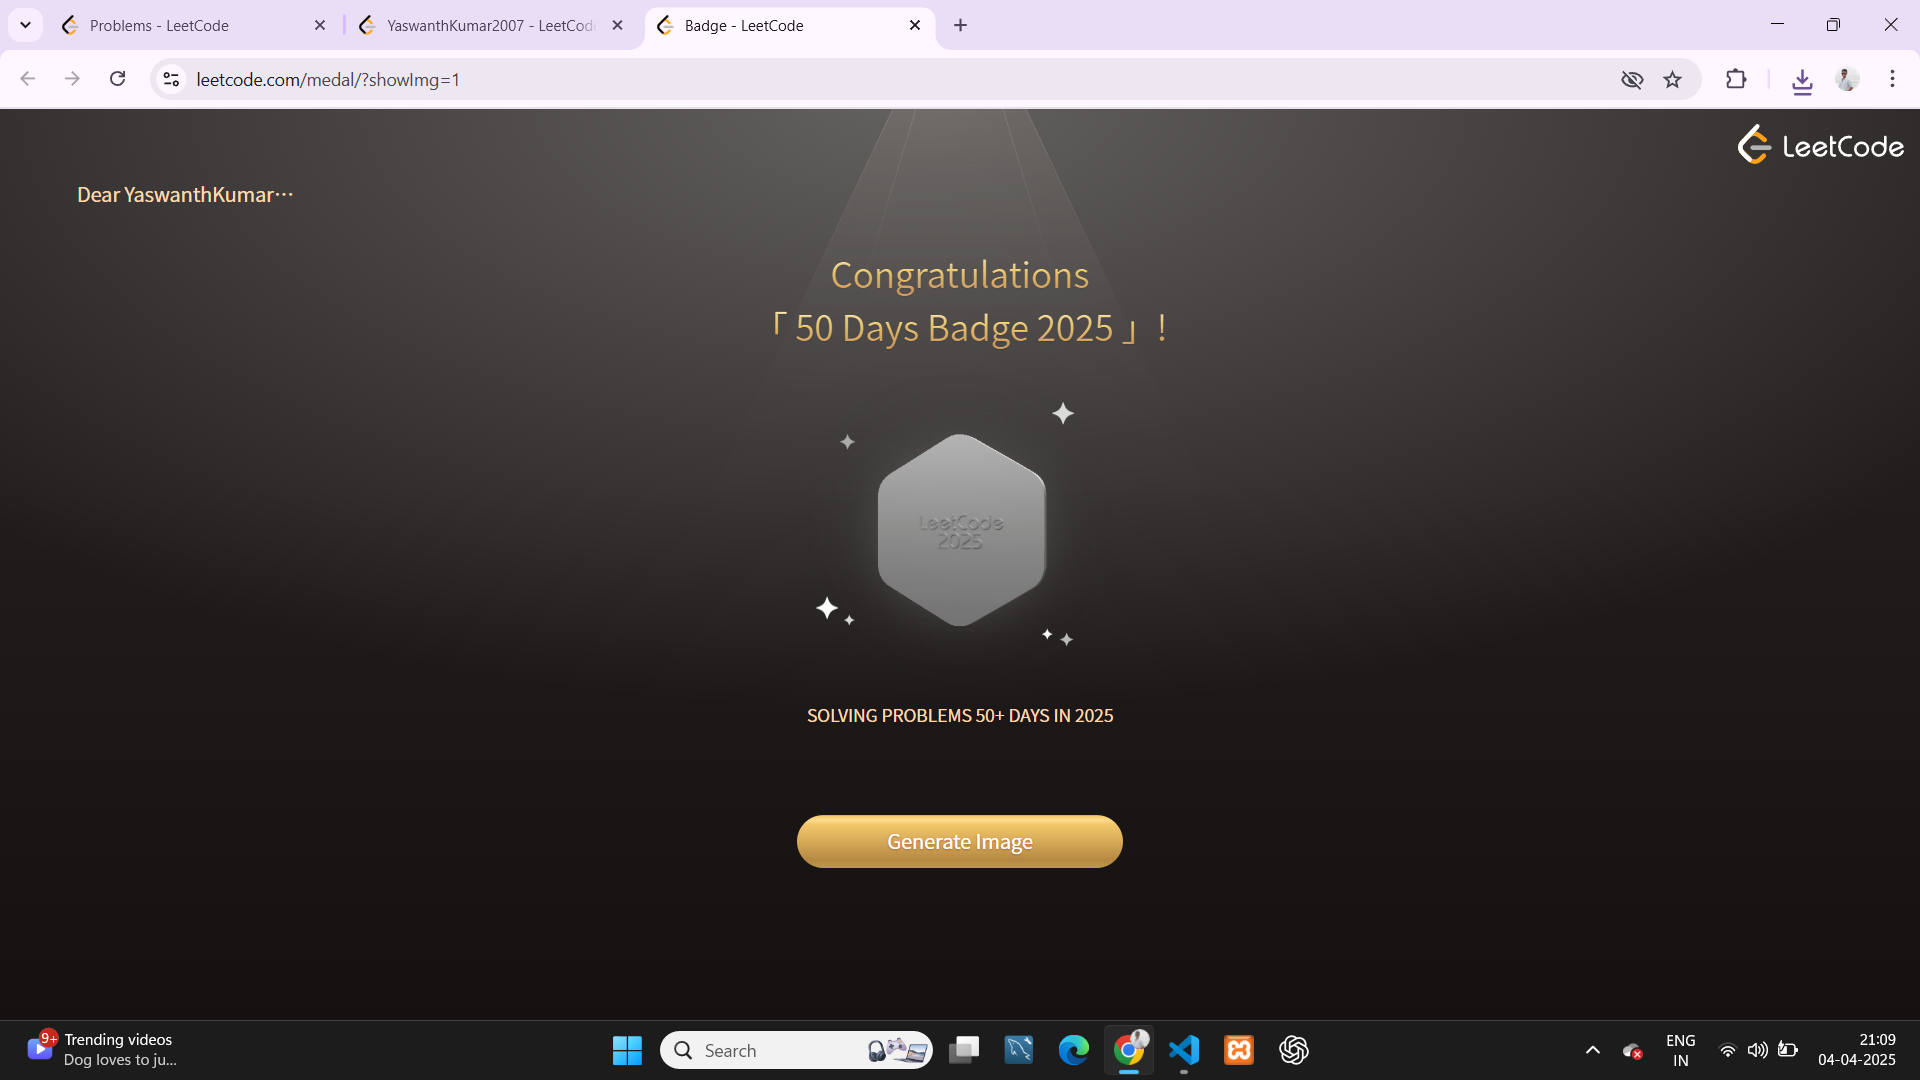 Problems - LeetCode
YaswanthKumar2007 - LeetCode
Badge - LeetCode
leetcode.com/medal/?showImg=1
LeetCode
Dear YaswanthKumar···
Congratulations
「 50 Days Badge 2025 」!
LeetCode
2025
SOLVING PROBLEMS 50+ DAYS IN 2025
Generate Image
9+
Trending videos
Dog loves to ju...
Search
ENG
IN
21:09
04-04-2025